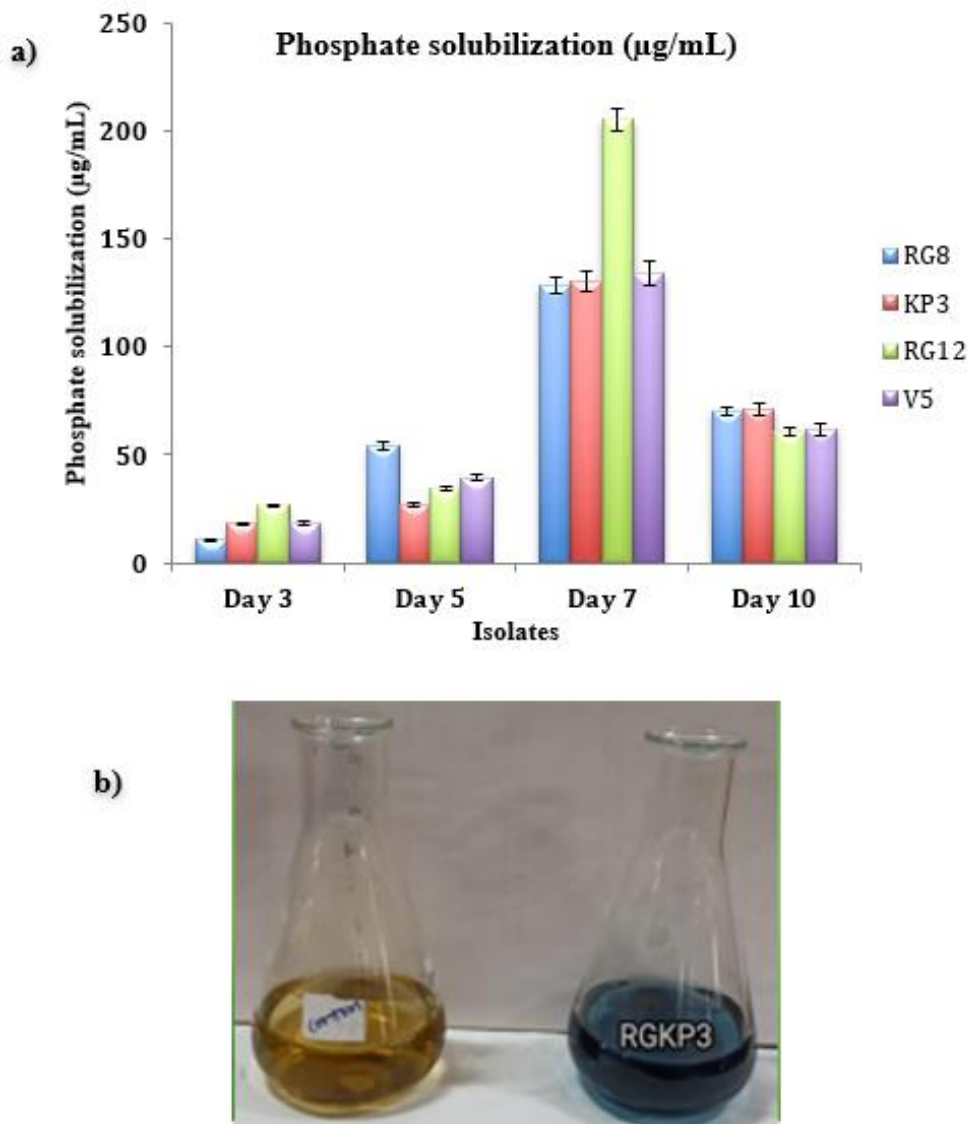 a)
Phosphate solubilization (µg/mL)
Phosphate solubilization (µg/mL)
250
200
150
100
50
0
Day 3
Day 5
Day 7
Day 10
Isolates
RG8
KP3
RG12
V5
b)
Control
RGKP3